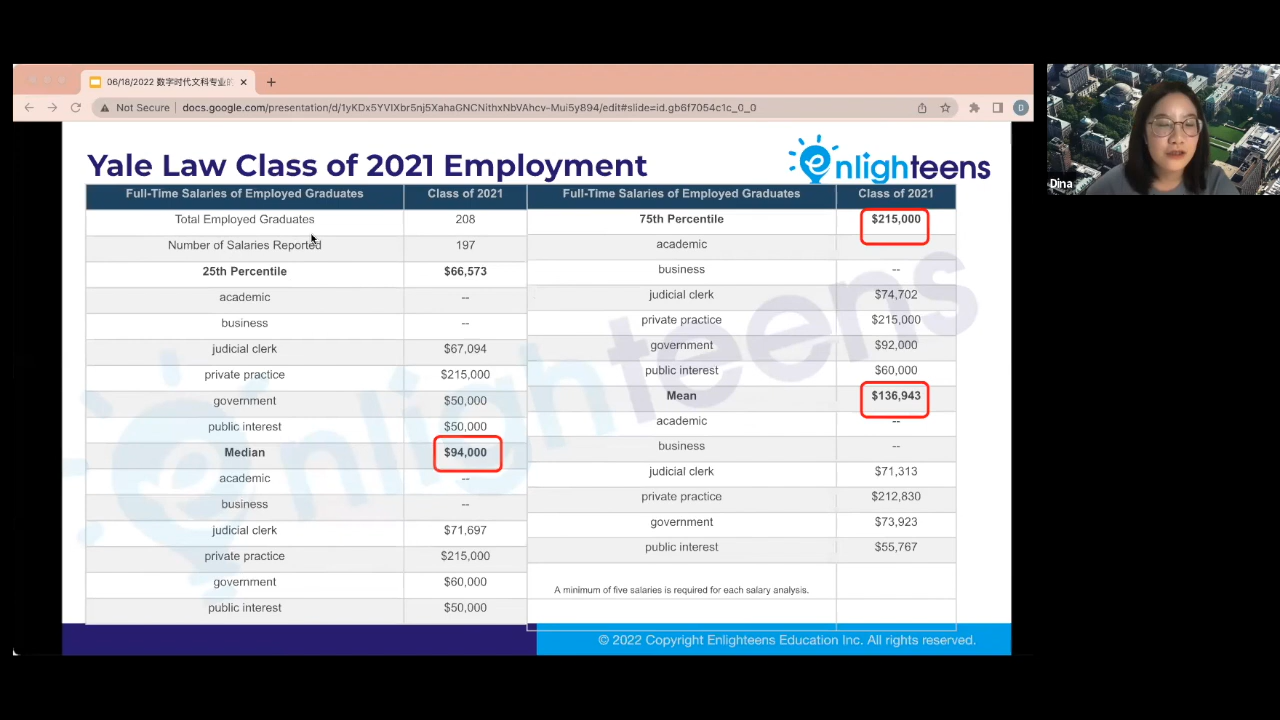 06/18/2022 数字时代文科专业的
Not Secure
docs.google.com/presentation/d/1yKDx5YVIXbr5nj5XahaGNCNithxNbVAhcv-Mui5y894/edit#slide=id.gb6f7054c1c_0_0
D
Dina
Yale Law Class of 2021 Employment
enlighteens
Full-Time Salaries of Employed Graduates Class of 2021
Total Employed Graduates 208
Number of Salaries Reported 197
25th Percentile $66,573
academic --
business --
judicial clerk $67,094
private practice $215,000
government $50,000
public interest $50,000
Median $94,000
academic --
business --
judicial clerk $71,697
private practice $215,000
government $60,000
public interest $50,000
Full-Time Salaries of Employed Graduates Class of 2021
75th Percentile $215,000
academic
business --
judicial clerk $74,702
private practice $215,000
government $92,000
public interest $60,000
Mean $136,943
academic --
business --
judicial clerk $71,313
private practice $212,830
government $73,923
public interest $55,767
A minimum of five salaries is required for each salary analysis.
enlighteens
© 2022 Copyright Enlighteens Education Inc. All rights reserved.